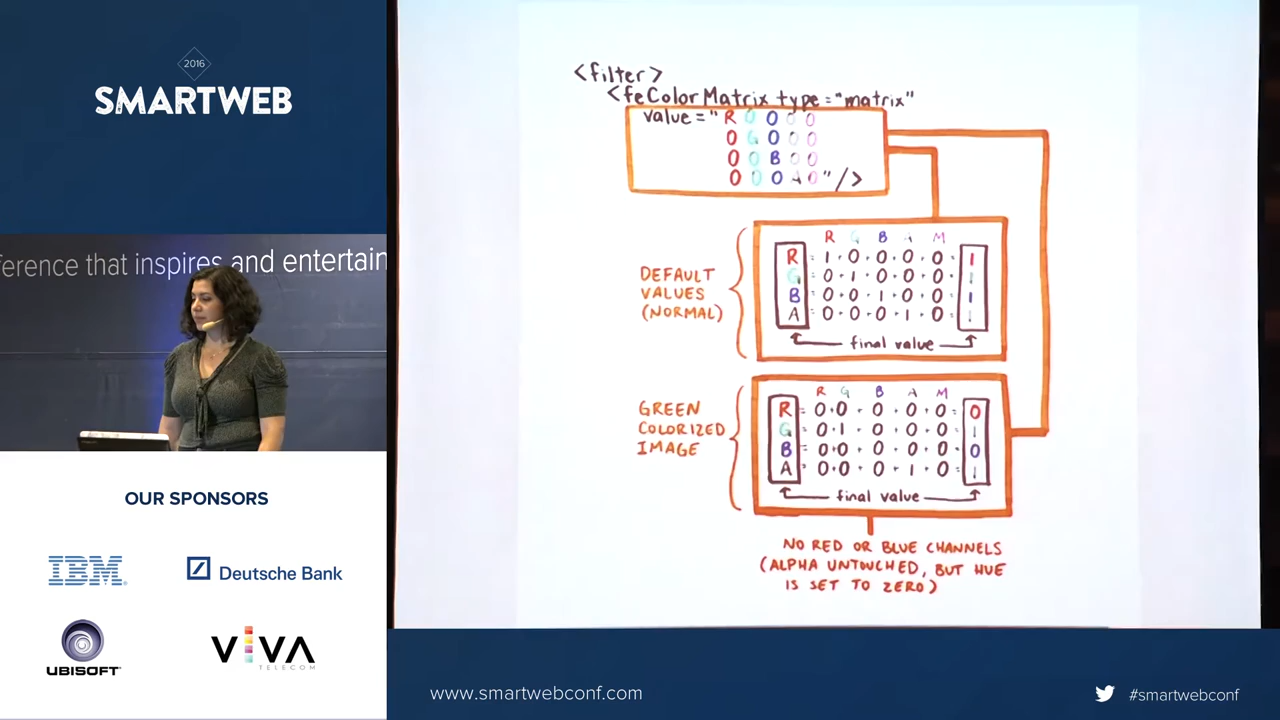 2016
SMARTWEB
ference that inspires and entertain
OUR SPONSORS
IBM
Deutsche Bank
UBISOFT
VIVA
TELECOM
<filter>
<feColorMatrix type="matrix"
value="R 0 0 0 0
0 G 0 0 0
0 0 B 0 0
0 0 0 A 0"/>
DEFAULT
VALUES
(NORMAL)
R G B A M
R = 1 + 0 + 0 + 0 + 0 = 1
G = 0 + 1 + 0 + 0 + 0 = 1
B = 0 + 0 + 1 + 0 + 0 = 1
A = 0 + 0 + 0 + 1 + 0 = 1
final value
GREEN
COLORIZED
IMAGE
R G B A M
R = 0 + 0 + 0 + 0 + 0 = 0
G = 0 + 1 + 0 + 0 + 0 = 1
B = 0 + 0 + 0 + 0 + 0 = 0
A = 0 + 0 + 0 + 1 + 0 = 1
final value
NO RED OR BLUE CHANNELS
(ALPHA UNTOUCHED, BUT HUE
IS SET TO ZERO)
www.smartwebconf.com
#smartwebconf